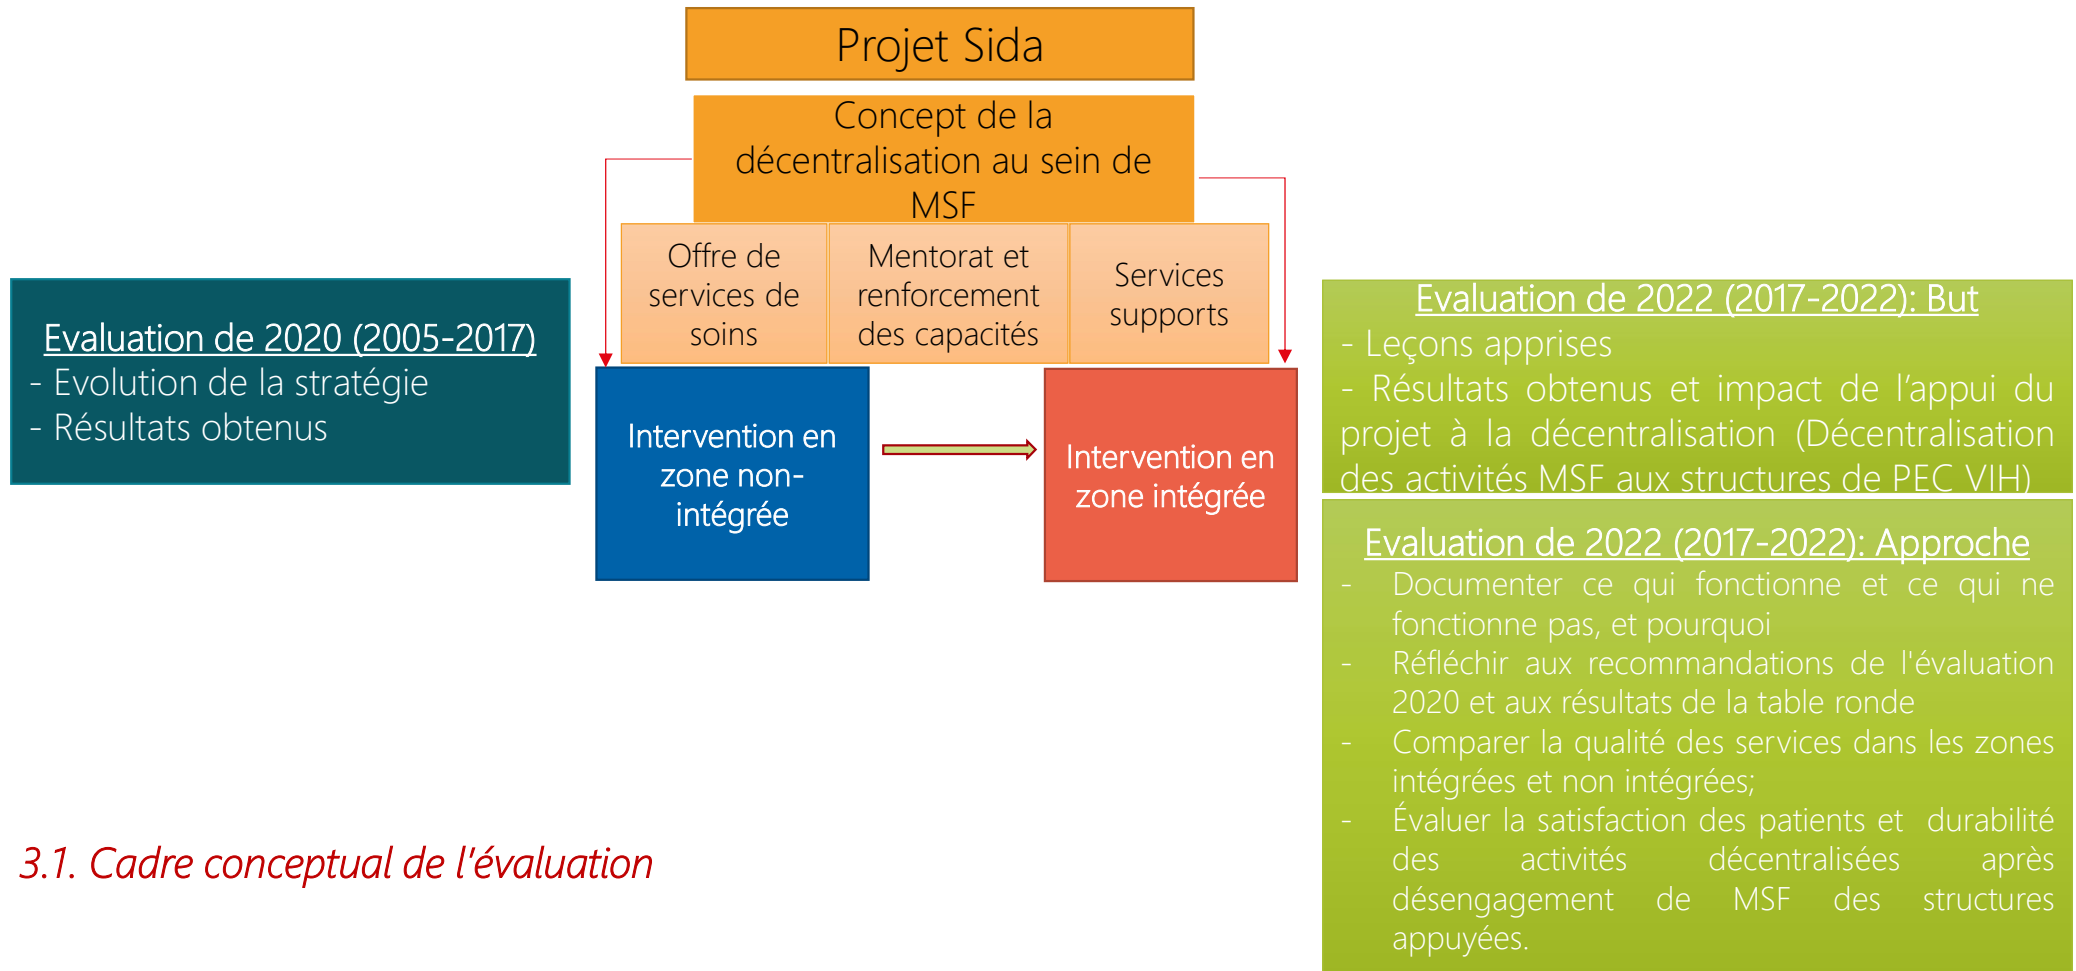 Projet Sida
Concept de la
décentralisation au sein de
MSF
Offre de
services de
soins
Mentorat et
renforcement
des capacités
Services
supports
Evaluation de 2020 (2005-2017)
- Evolution de la stratégie
- Résultats obtenus
Intervention en
zone non-
intégrée
Intervention en
zone intégrée
Evaluation de 2022 (2017-2022): But
- Leçons apprises
- Résultats obtenus et impact de l’appui du
projet à la décentralisation (Décentralisation
des activités MSF aux structures de PEC VIH)
Evaluation de 2022 (2017-2022): Approche
- Documenter ce qui fonctionne et ce qui ne
fonctionne pas, et pourquoi
- Réfléchir aux recommandations de l'évaluation
2020 et aux résultats de la table ronde
- Comparer la qualité des services dans les zones
intégrées et non intégrées;
- Évaluer la satisfaction des patients et durabilité
des activités décentralisées après
désengagement de MSF des structures
appuyées.
3.1. Cadre conceptual de l'évaluation